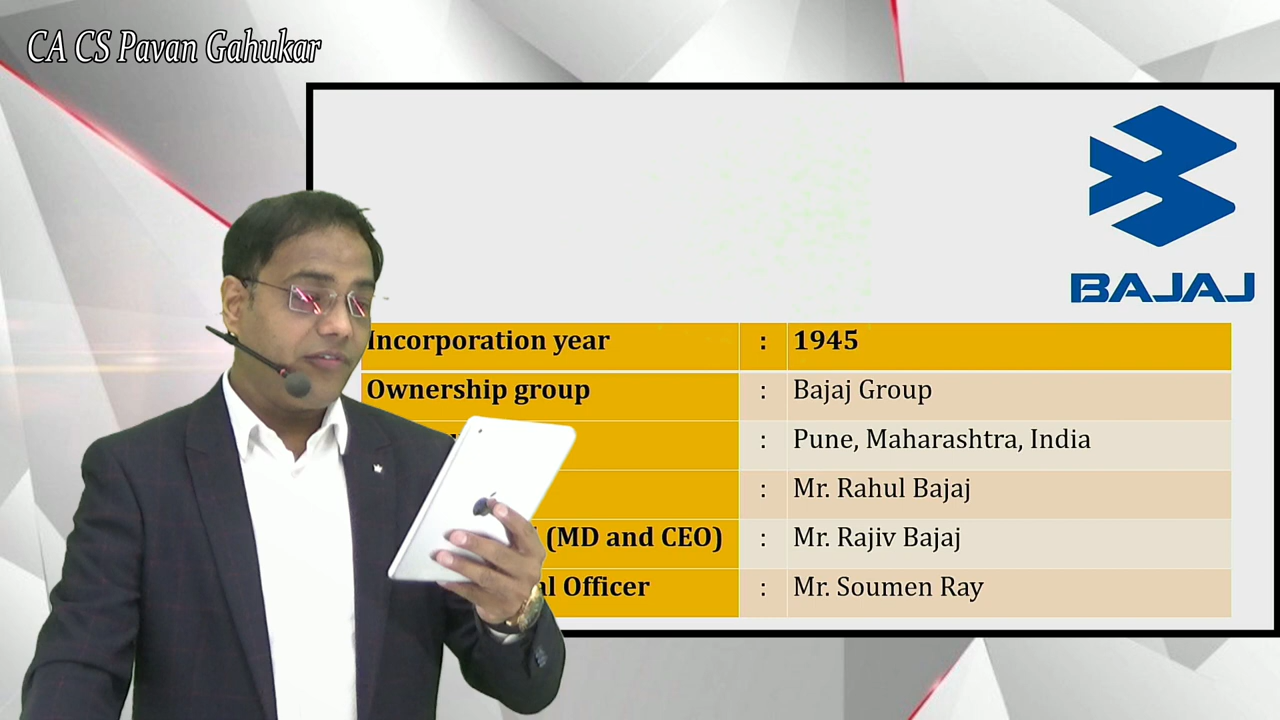 CA CS Pavan Gahukar
BAJAJ
Incorporation year : 1945
Ownership group : Bajaj Group
: Pune, Maharashtra, India
: Mr. Rahul Bajaj
(MD and CEO) : Mr. Rajiv Bajaj
Officer : Mr. Soumen Ray